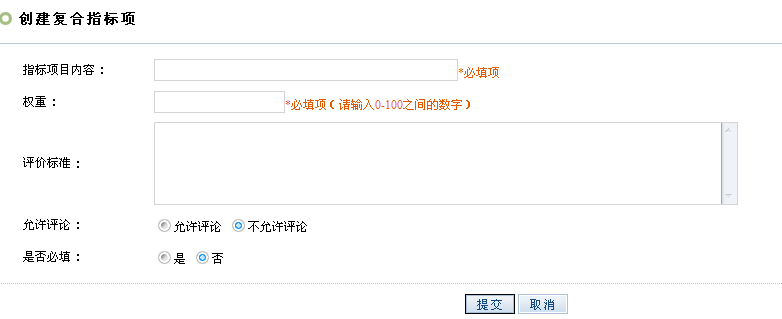 创建复合指标项
指标项目内容：*必填项
权重：*必填项（请输入0-100之间的数字）
评价标准：
允许评论：允许评论 不允许评论
是否必填：是 否
提交 取消